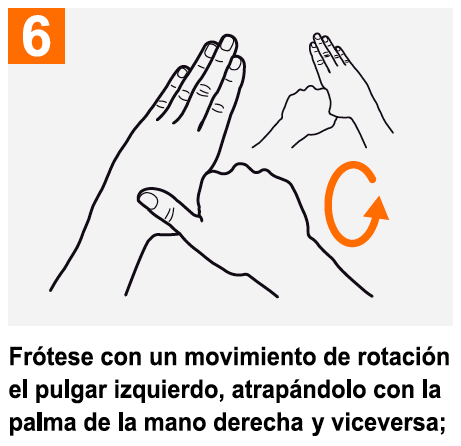 6
Frótese con un movimiento de rotación
el pulgar izquierdo, atrapándolo con la
palma de la mano derecha y viceversa;